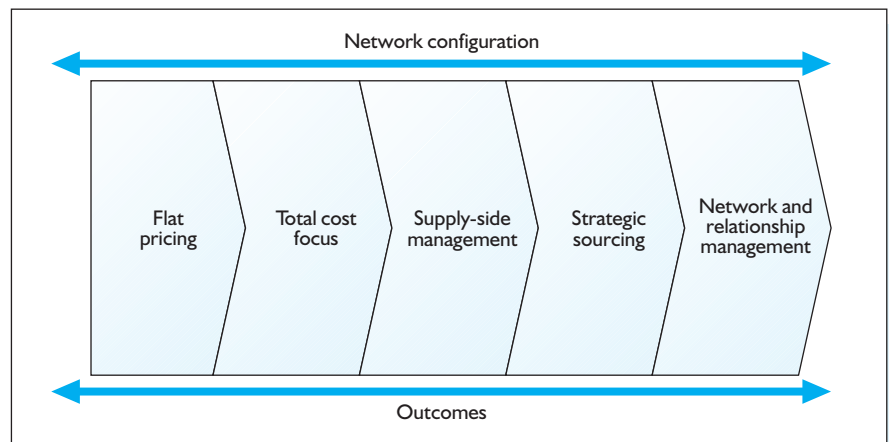 Network configuration
Flat
pricing
Total cost
focus
Supply-side
management
Strategic
sourcing
Network and
relationship
management
Outcomes